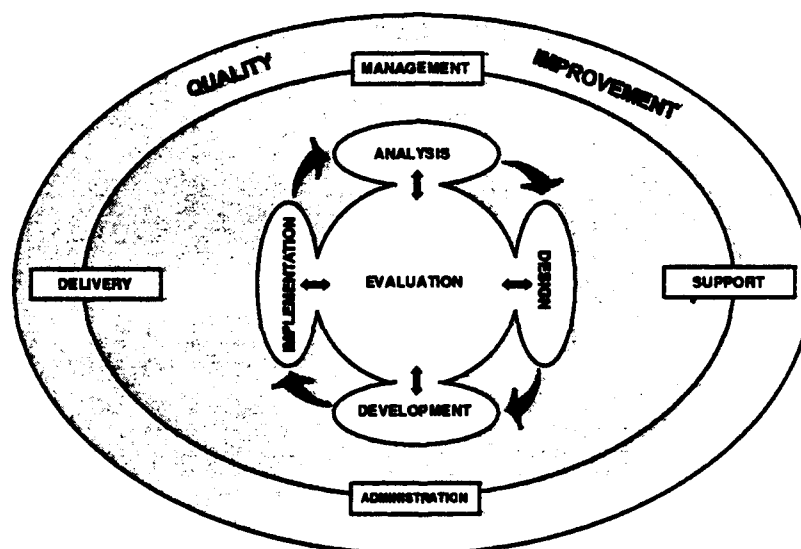 QUALITY
IMPROVEMENT
MANAGEMENT
ANALYSIS
DELIVERY
IMPLEMENTATION
EVALUATION
DESIGN
SUPPORT
DEVELOPMENT
ADMINISTRATION